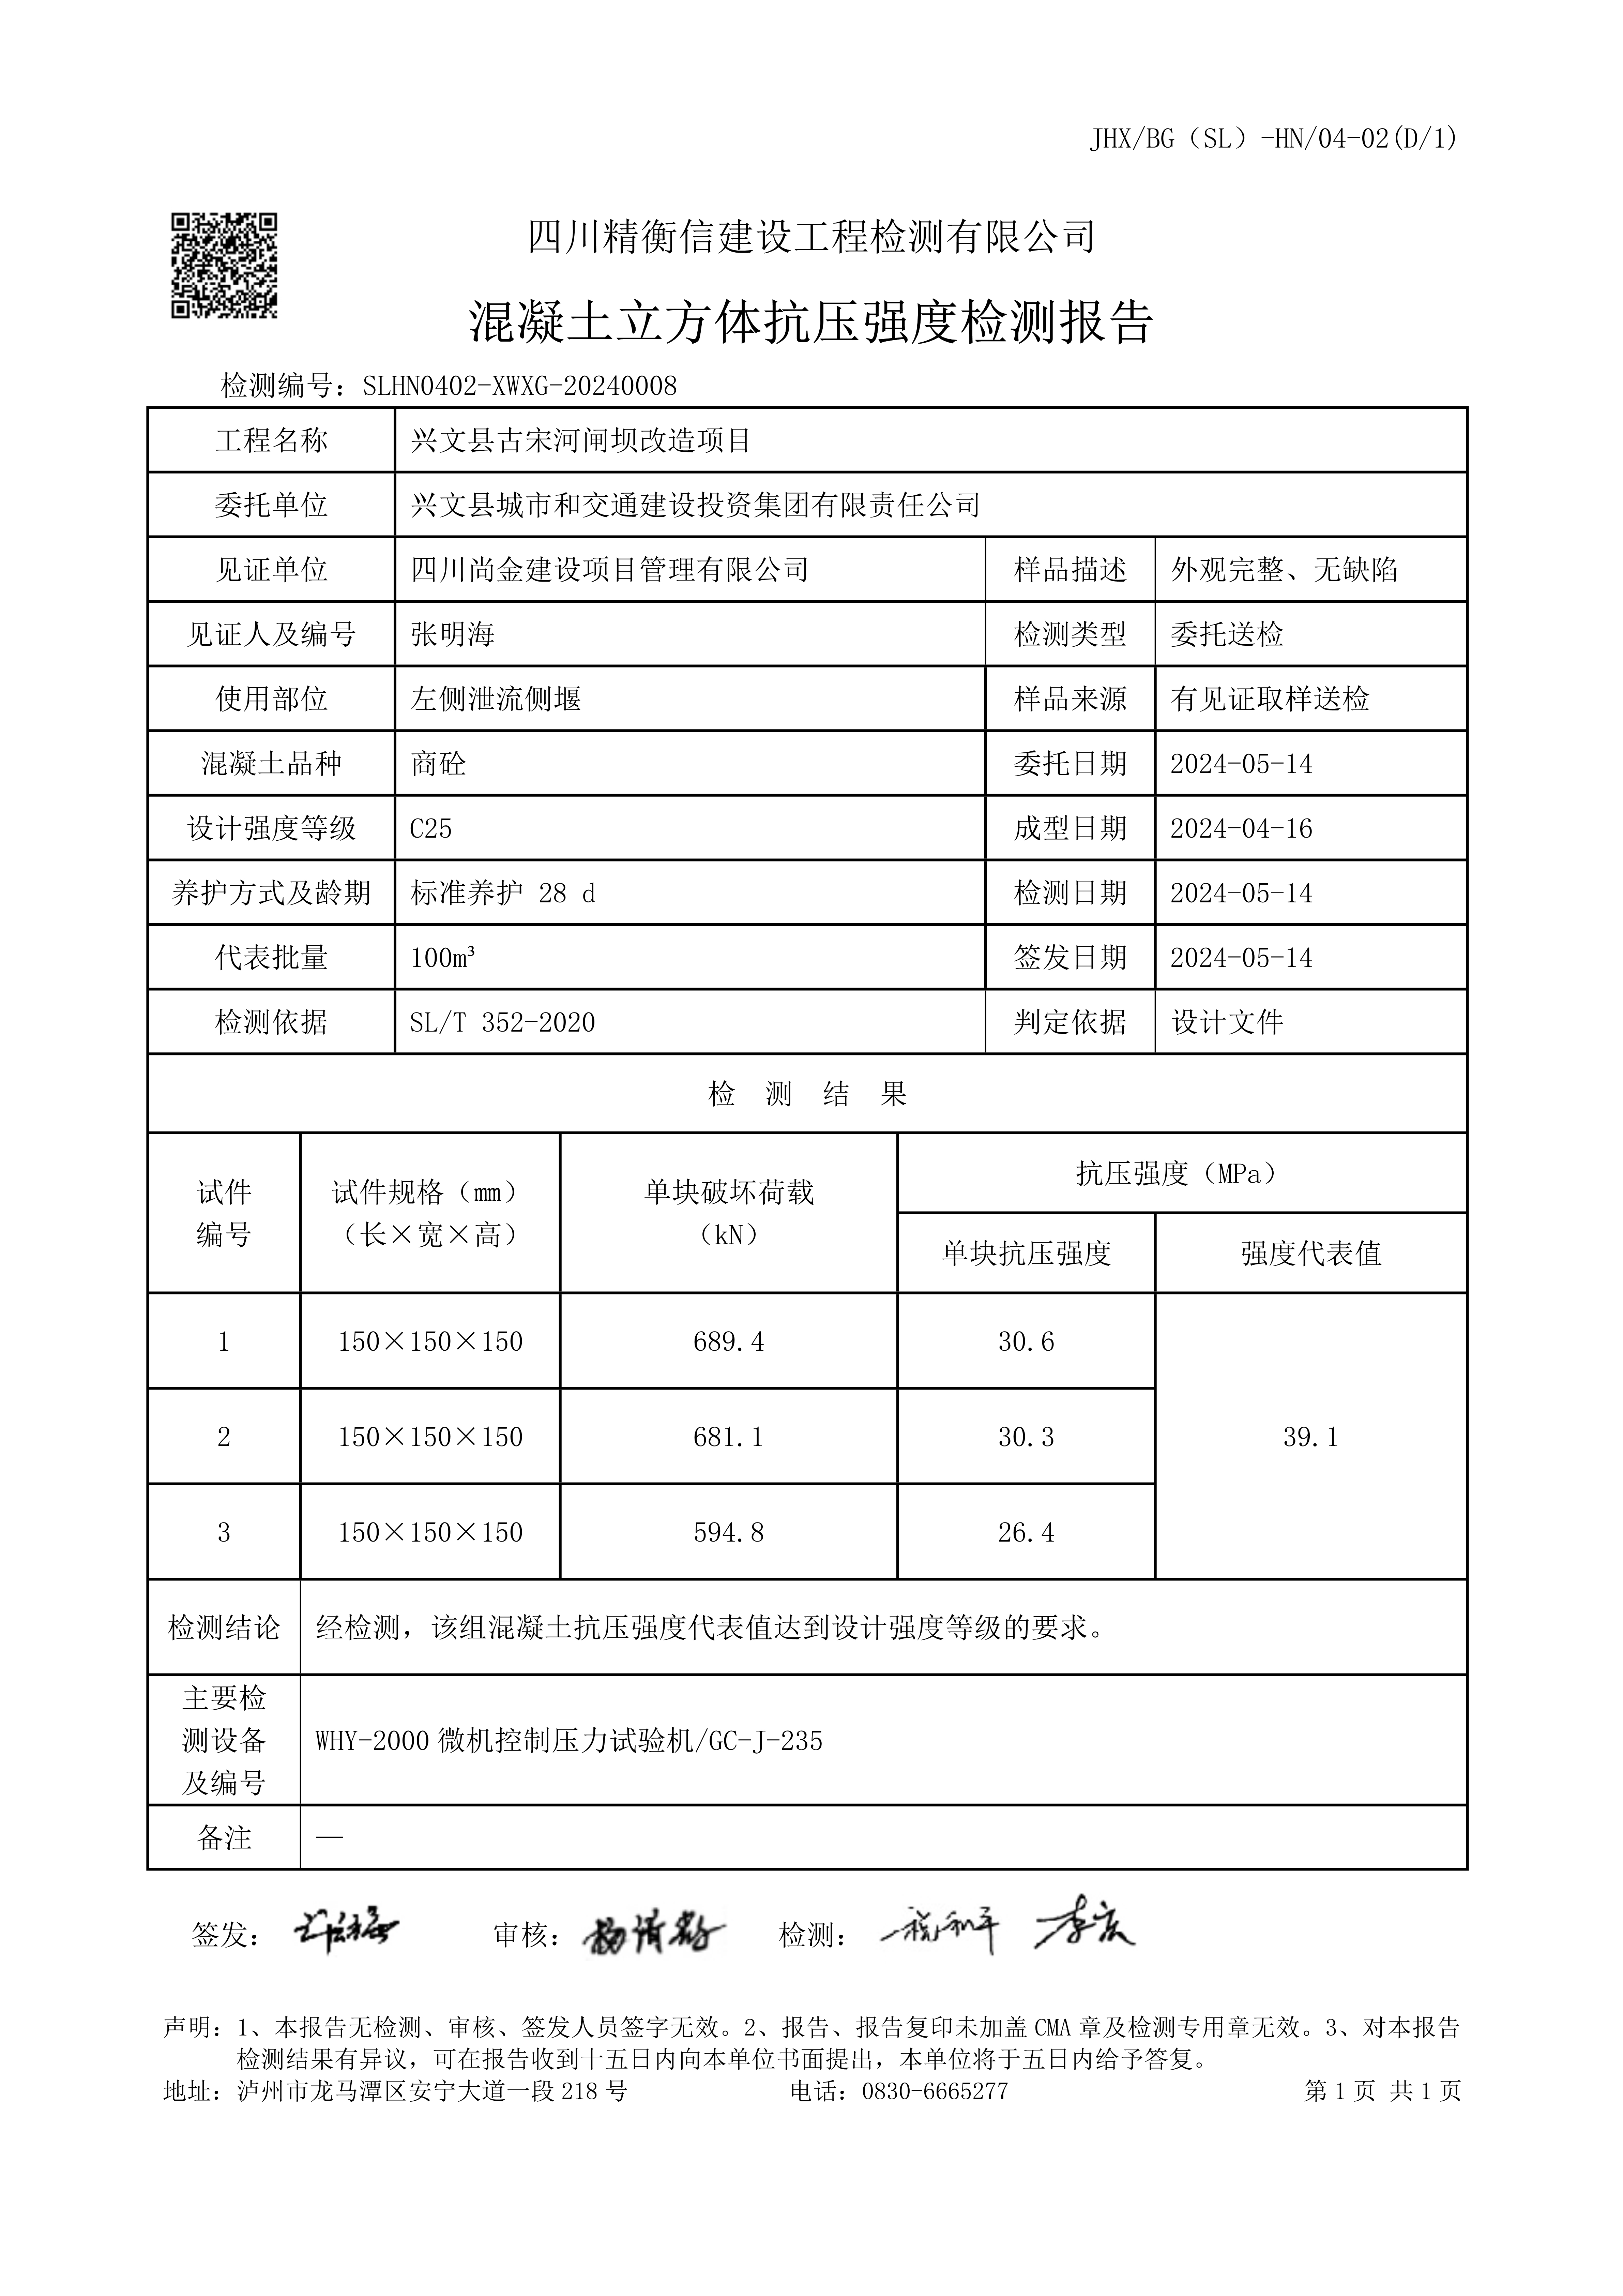 JHX/BG（SL）-HN/04-02(D/1)
四川精衡信建设工程检测有限公司
混凝土立方体抗压强度检测报告
检测编号：SLHN0402-XWXG-20240008
工程名称 兴文县古宋河闸坝改造项目
委托单位 兴文县城市和交通建设投资集团有限责任公司
见证单位 四川尚金建设项目管理有限公司 样品描述 外观完整、无缺陷
见证人及编号 张明海 检测类型 委托送检
使用部位 左侧泄流侧堰 样品来源 有见证取样送检
混凝土品种 商砼 委托日期 2024-05-14
设计强度等级 C25 成型日期 2024-04-16
养护方式及龄期 标准养护 28 d 检测日期 2024-05-14
代表批量 100m³ 签发日期 2024-05-14
检测依据 SL/T 352-2020 判定依据 设计文件
检 测 结 果
试件
编号
试件规格（mm）
（长×宽×高）
单块破坏荷载
（kN）
抗压强度（MPa）
单块抗压强度 强度代表值
1 150×150×150 689.4 30.6
2 150×150×150 681.1 30.3 39.1
3 150×150×150 594.8 26.4
检测结论 经检测，该组混凝土抗压强度代表值达到设计强度等级的要求。
主要检
测设备
及编号
WHY-2000 微机控制压力试验机/GC-J-235
备注 —
签发： 审核： 检测：
声明：1、本报告无检测、审核、签发人员签字无效。2、报告、报告复印未加盖 CMA 章及检测专用章无效。3、对本报告
检测结果有异议，可在报告收到十五日内向本单位书面提出，本单位将于五日内给予答复。
地址：泸州市龙马潭区安宁大道一段 218 号 电话：0830-6665277 第 1 页 共 1 页